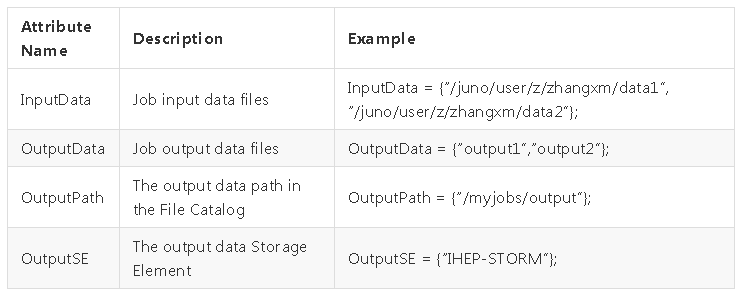 Attribute Name Description Example
InputData Job input data files InputData = {"/juno/user/z/zhangxm/data1",
"/juno/user/z/zhangxm/data2"};
OutputData Job output data files OutputData = {"output1","output2"};
OutputPath The output data path in
the File Catalog OutputPath = {"/myjobs/output"};
OutputSE The output data Storage
Element OutputSE = {"IHEP-STORM"};